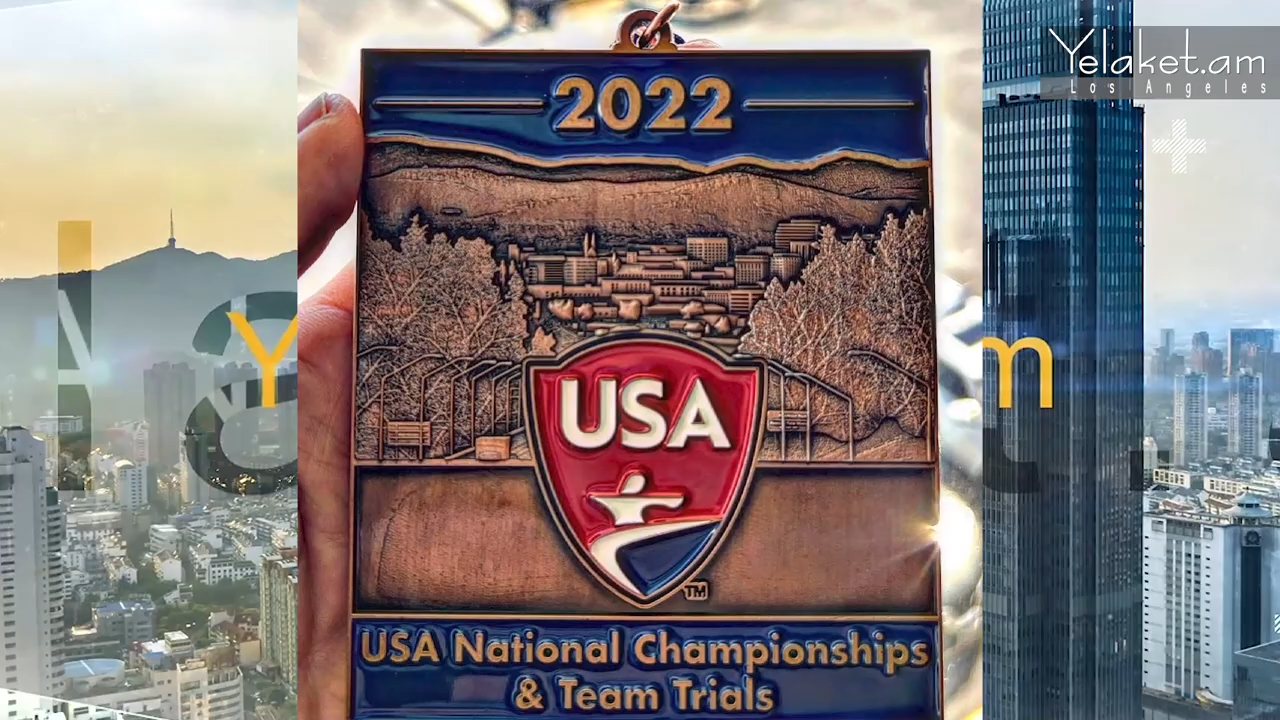 Yelaket.am
Los Angeles
2022
USA
TM
USA National Championships
& Team Trials
Y
m